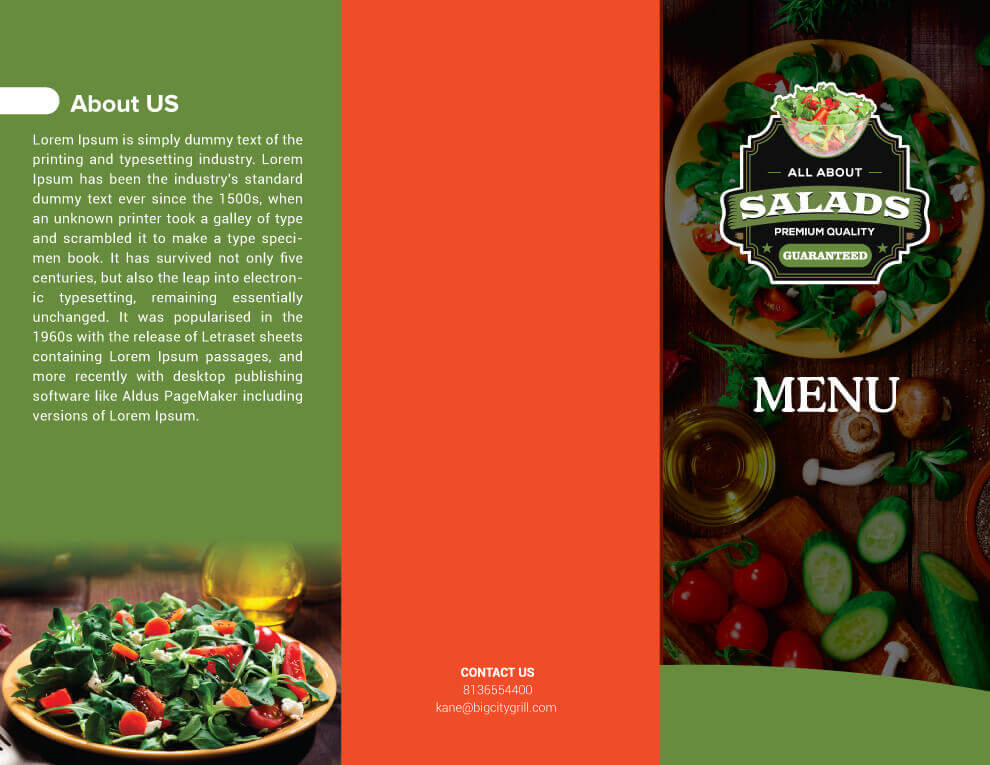 About US
Lorem Ipsum is simply dummy text of the
printing and typesetting industry. Lorem
Ipsum has been the industry's standard
dummy text ever since the 1500s, when
an unknown printer took a galley of type
and scrambled it to make a type speci-
men book. It has survived not only five
centuries, but also the leap into electron-
ic typesetting, remaining essentially
unchanged. It was popularised in the
1960s with the release of Letraset sheets
containing Lorem Ipsum passages, and
more recently with desktop publishing
software like Aldus PageMaker including
versions of Lorem Ipsum.
CONTACT US
8136554400
kane@bigcitygrill.com
ALL ABOUT
SALADS
PREMIUM QUALITY
GUARANTEED
MENU